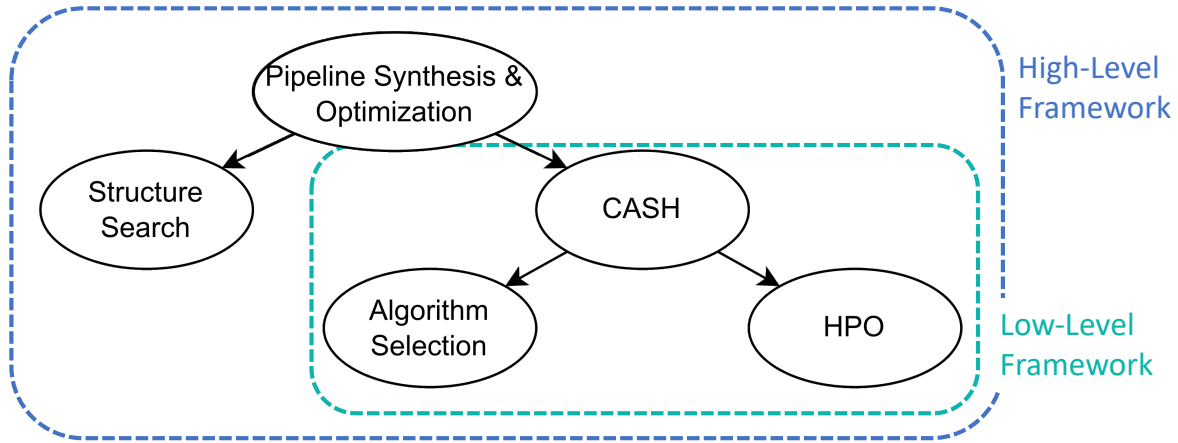 Pipeline Synthesis &
Optimization
High-Level
Framework
Structure
Search
CASH
Algorithm
Selection
HPO
Low-Level
Framework